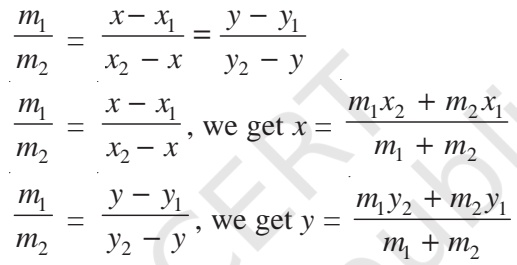 m₁/m₂ = (x − x₁)/(x₂ − x) = (y − y₁)/(y₂ − y)
m₁/m₂ = (x − x₁)/(x₂ − x), we get x = (m₁x₂ + m₂x₁)/(m₁ + m₂)
m₁/m₂ = (y − y₁)/(y₂ − y), we get y = (m₁y₂ + m₂y₁)/(m₁ + m₂)